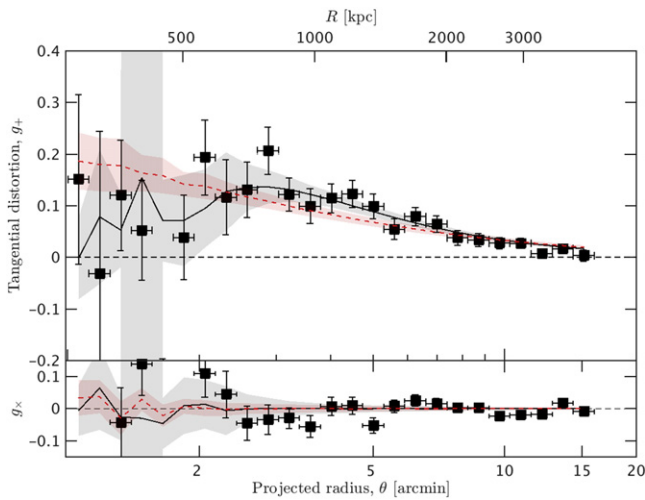 R [kpc]
500 1000 2000 3000
0.4
0.3
0.2
0.1
0
−0.1
−0.2
Tangential distortion, g+
0.1
0
−0.1
g×
2 5 10 15 20
Projected radius, θ [arcmin]